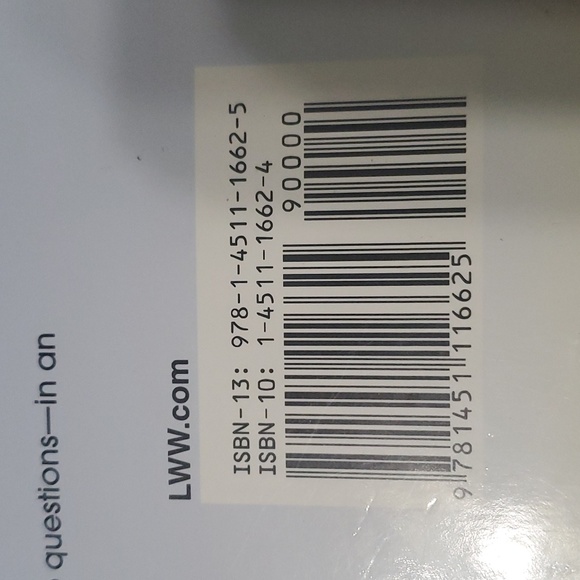 questions—in an
LWW.com
ISBN-13: 978-1-4511-1662-5
ISBN-10: 1-4511-1662-4
90000
9 781451 116625